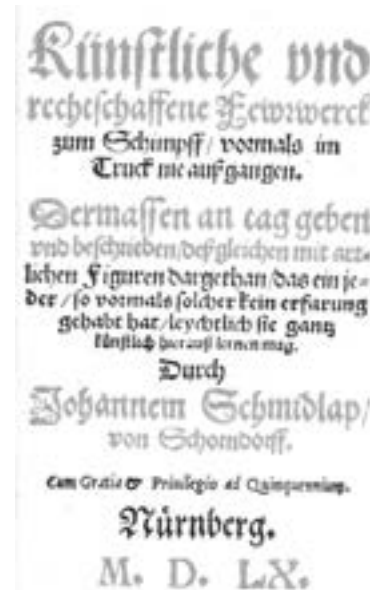 Künstliche vnd
rechtschaffene Fewrwerck
zum Schimpff / vormals im
Truck nie außgangen.
Dermassen an tag geben
vnd beschrieben / deßgleichen mit art-
lichen Figuren dargethan / das ein je-
der / so vormals solcher kein erfarung
gehabt hat / leychtlich sie gantz
künstlich hierauß lernen mag.
Durch
Johannem Schmidlap /
von Schorndorff.
Cum Gratia & Priuilegio ad Quinquennium.
Nürnberg.
M. D. LX.